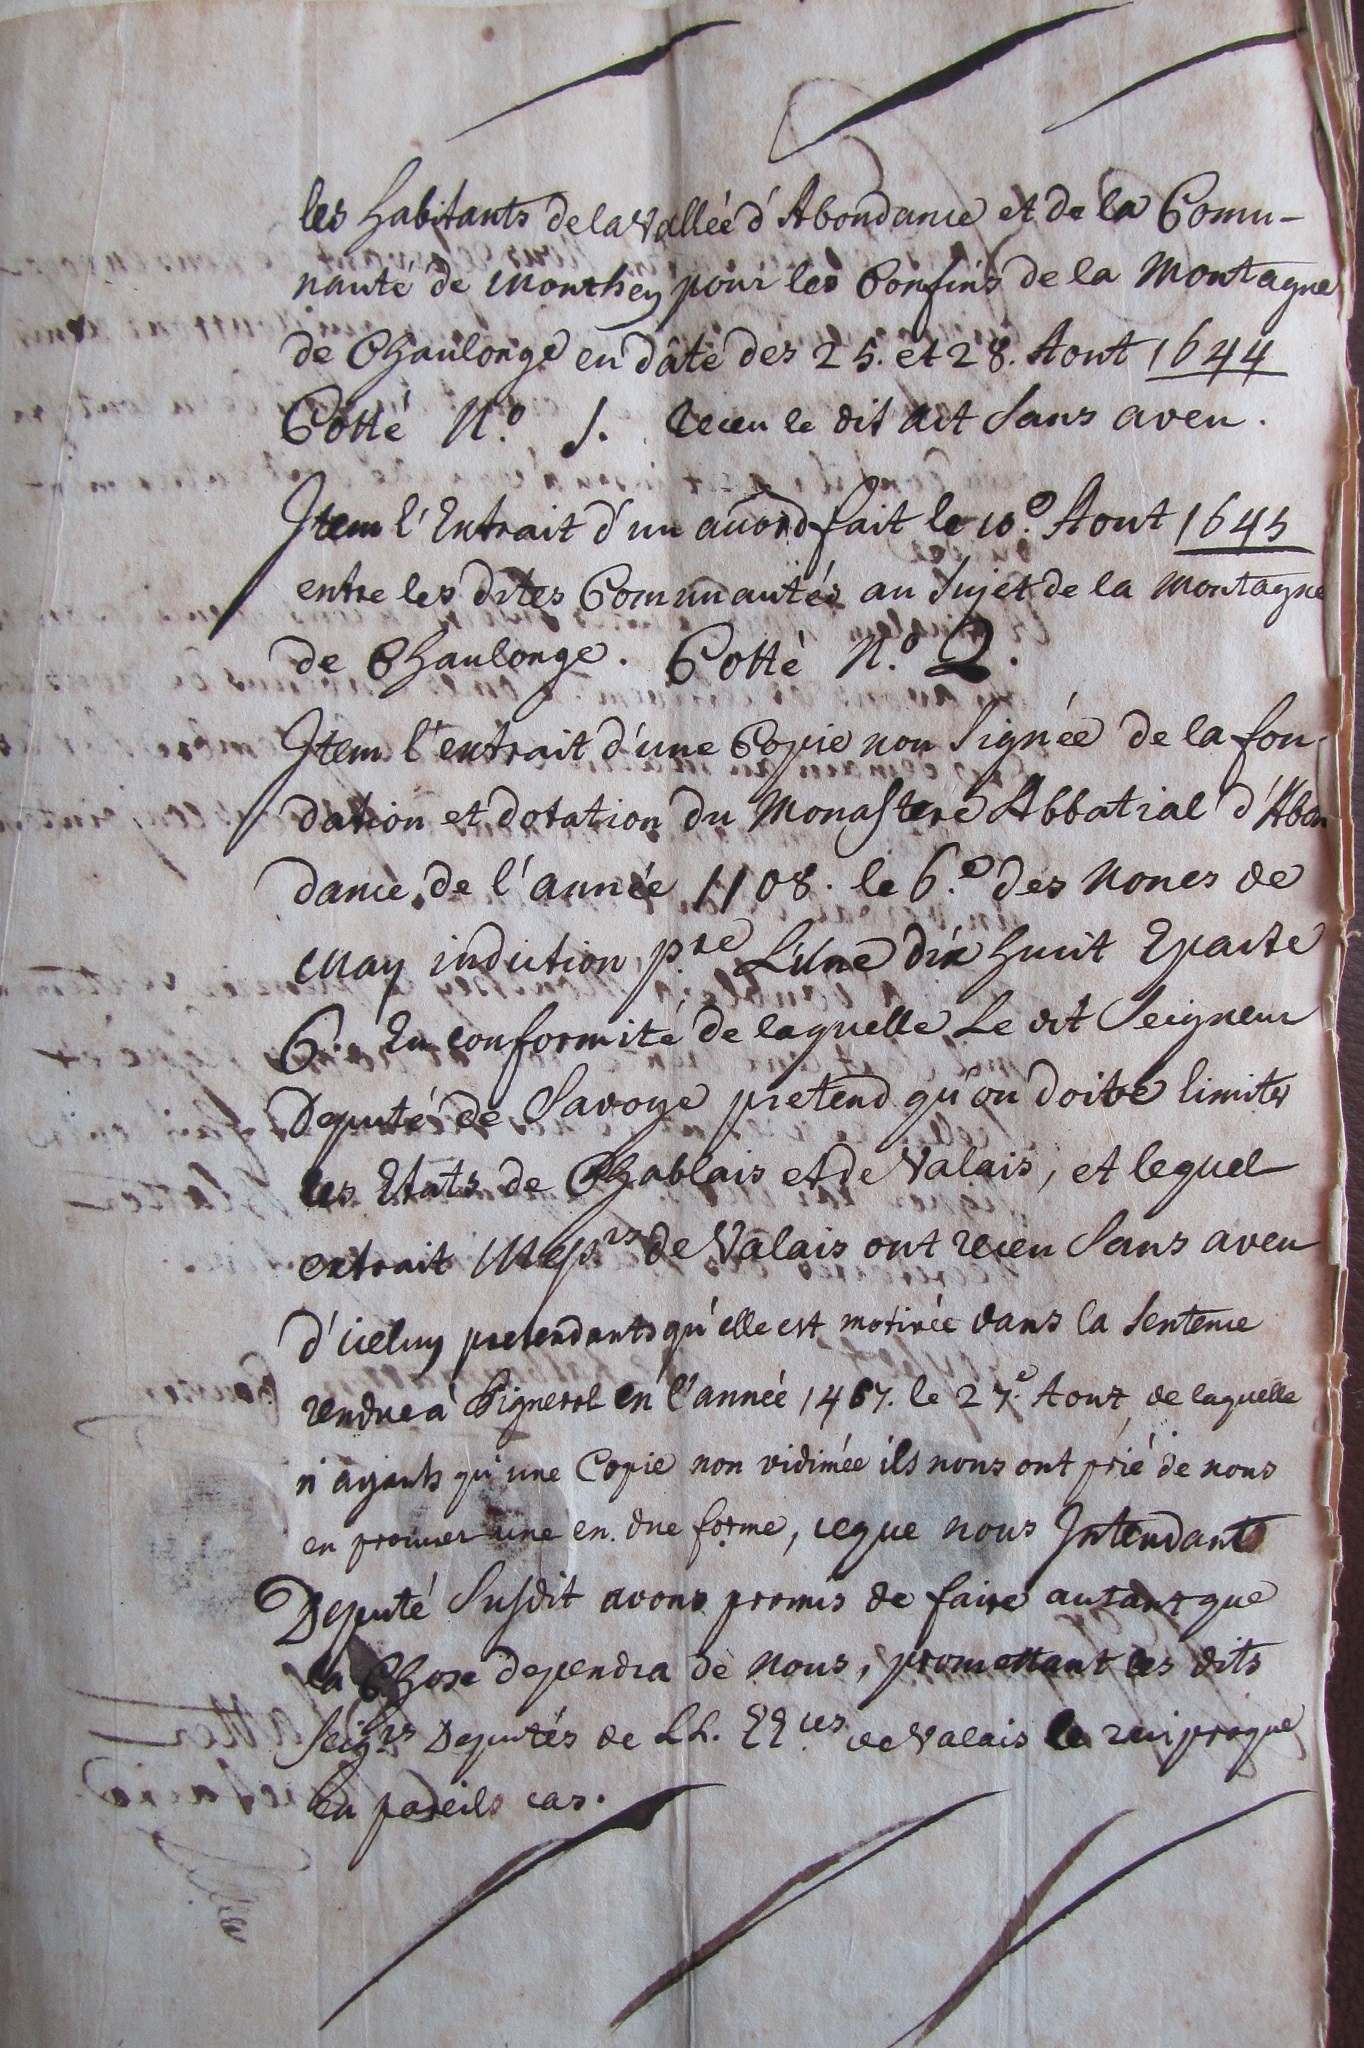 les habitants de la Vallée d'Abondance et de la Comu-
nauté de Monthey pour les Confins de la Montagne
de Chaulonge en dâte des 25. et 28. Aout 1644
Cotté N.o 1. receu le dit act sans aveu.
Item l'Extrait d'un accord fait le 10.e Aout 1645
entre les dites Communautés au sujet de la Montagne
de Chaulonge. Cotté N.o 2.
Item l'extrait d'une Copie non signée de la fon-
dation et dotation du Monastere Abbatial d'Abon
dance, de l'année 1108. le 6.e des Nones de
May indiction p.re Lune dix huit Epacte
6. En conformité de laquelle Le dit Seigneur
Deputé de Savoye pretend qu'on doive limiter
les Etats de Chablais et de Valais, et lequel
extrait Mess.rs de Valais ont receu Sans aveu
d'iceluy pretendants qu'elle est motivée dans la Sentence
rendue à Pignerol en l'année 1467. le 27.e Aout, de laquelle
n'ayants qu'une Copie non vidimée ils nous ont prié de nous
en procurer une en due forme, ceque nous Intendant
Deputé Susdit avons promis de faire autant que
la Chose dependra de nous, promettant les dits
Seig.rs Deputés de LL. EE.ces de Valais le reciproque
en pareils cas.